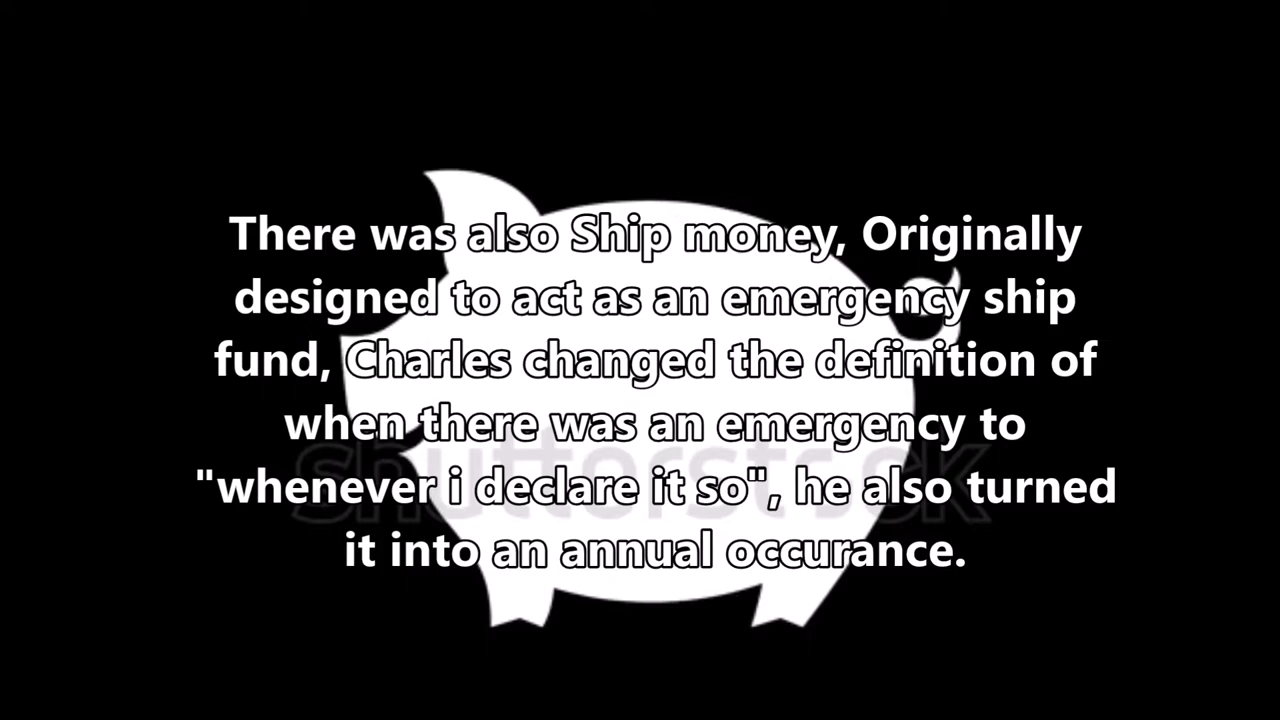 There was also Ship money, Originally
designed to act as an emergency ship
fund, Charles changed the definition of
when there was an emergency to
"whenever i declare it so", he also turned
it into an annual occurance.